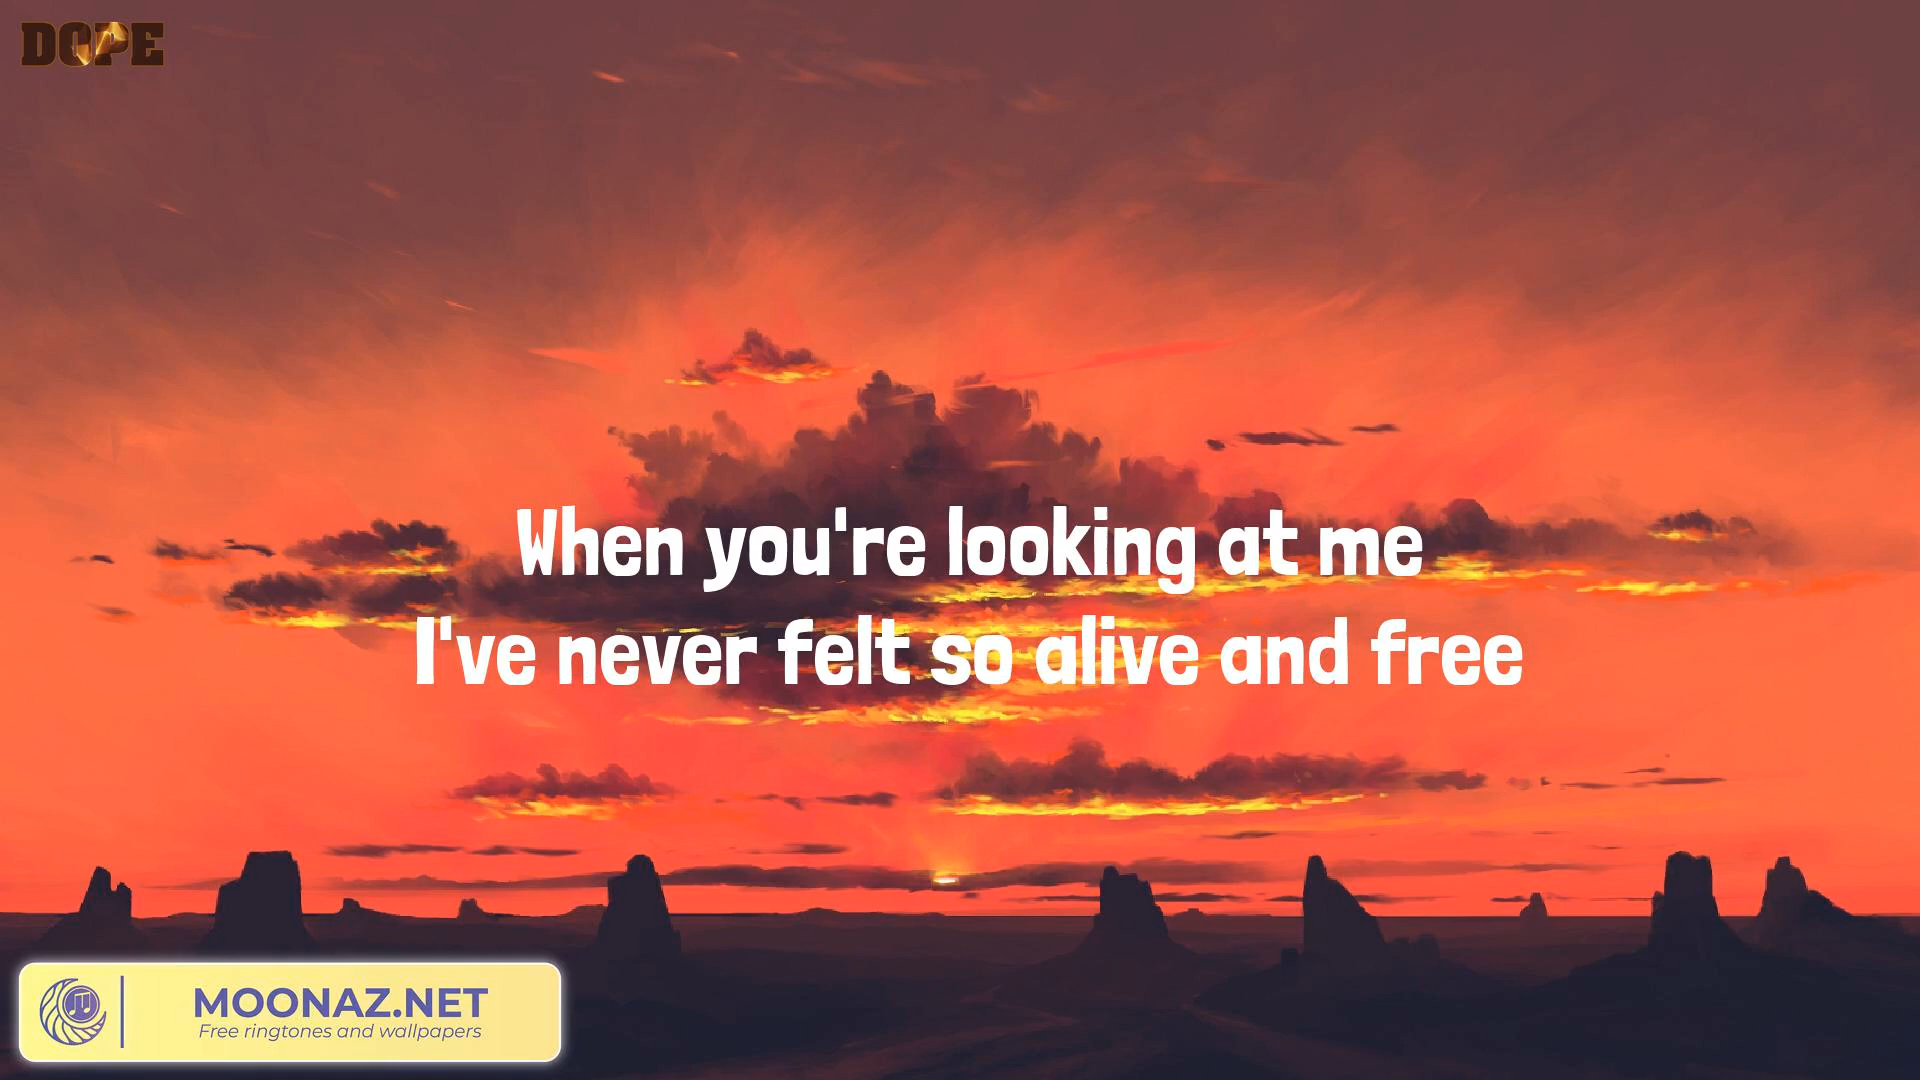 DOPE
When you're looking at me
I've never felt so alive and free
MOONAZ.NET
Free ringtones and wallpapers